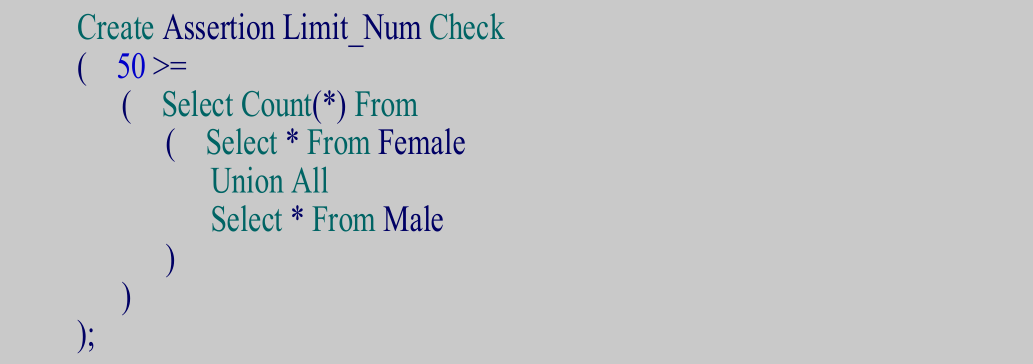 Create Assertion Limit_Num Check
( 50 >=
( Select Count(*) From
( Select * From Female
Union All
Select * From Male
)
)
);